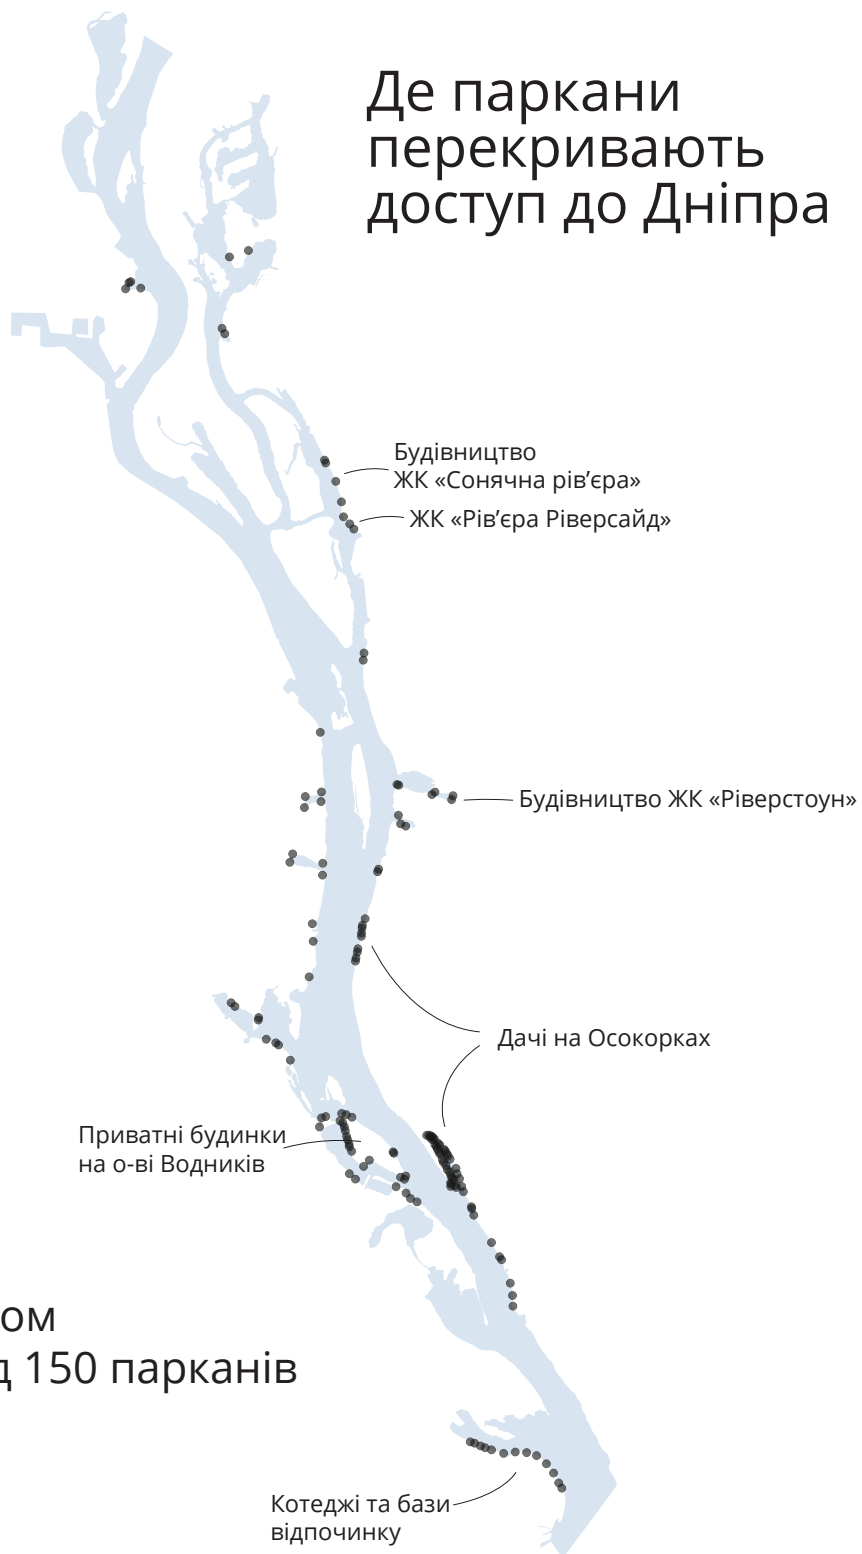 Де паркани
перекривають
доступ до Дніпра
Будівництво
ЖК «Сонячна рів’єра»
ЖК «Рів’єра Ріверсайд»
Будівництво ЖК «Ріверстоун»
Дачі на Осокорках
Приватні будинки
на о-ві Водників
ом
д 150 парканів
Котеджі та бази
відпочинку